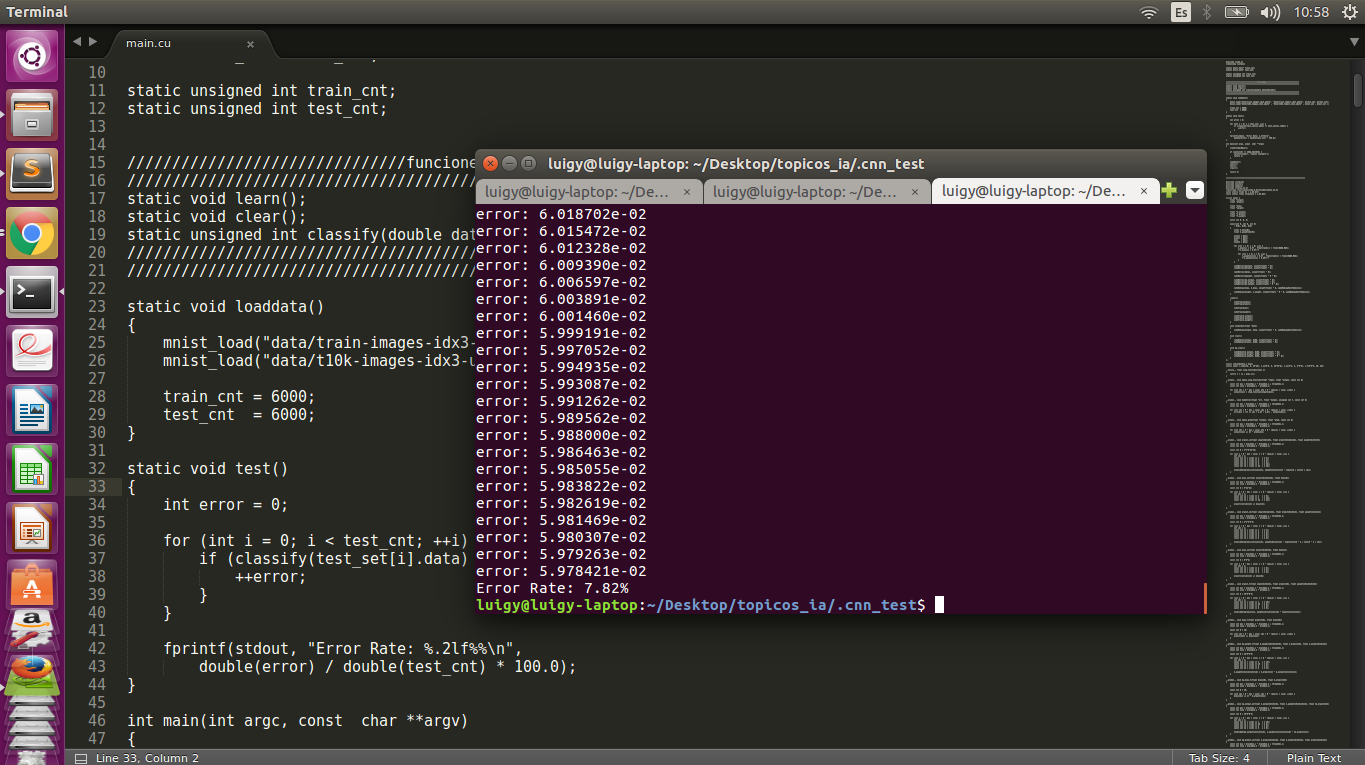 Terminal
Es
10:58
main.cu
10
11 static unsigned int train_cnt;
12 static unsigned int test_cnt;
13
14
15 ///////////////////////////////funcione
16 ///////////////////////////////////////
17 static void learn();
18 static void clear();
19 static unsigned int classify(double dat
20 ///////////////////////////////////////
21 ///////////////////////////////////////
22
23 static void loaddata()
24 {
25 mnist_load("data/train-images-idx3-
26 mnist_load("data/t10k-images-idx3-u
27
28 train_cnt = 6000;
29 test_cnt  = 6000;
30 }
31
32 static void test()
33 {
34 int error = 0;
35
36 for (int i = 0; i < test_cnt; ++i)
37 if (classify(test_set[i].data)
38 ++error;
39 }
40 }
41
42 fprintf(stdout, "Error Rate: %.2lf%%\n",
43 double(error) / double(test_cnt) * 100.0);
44 }
45
46 int main(int argc, const  char **argv)
47 {
luigy@luigy-laptop: ~/Desktop/topicos_ia/.cnn_test
luigy@luigy-laptop: ~/De...
luigy@luigy-laptop: ~/De...
luigy@luigy-laptop: ~/De...
error: 6.018702e-02
error: 6.015472e-02
error: 6.012328e-02
error: 6.009390e-02
error: 6.006597e-02
error: 6.003891e-02
error: 6.001460e-02
error: 5.999191e-02
error: 5.997052e-02
error: 5.994935e-02
error: 5.993087e-02
error: 5.991262e-02
error: 5.989562e-02
error: 5.988000e-02
error: 5.986463e-02
error: 5.985055e-02
error: 5.983822e-02
error: 5.982619e-02
error: 5.981469e-02
error: 5.980307e-02
error: 5.979263e-02
error: 5.978421e-02
Error Rate: 7.82%
luigy@luigy-laptop:~/Desktop/topicos_ia/.cnn_test$
Line 33, Column 2
Tab Size: 4
Plain Text